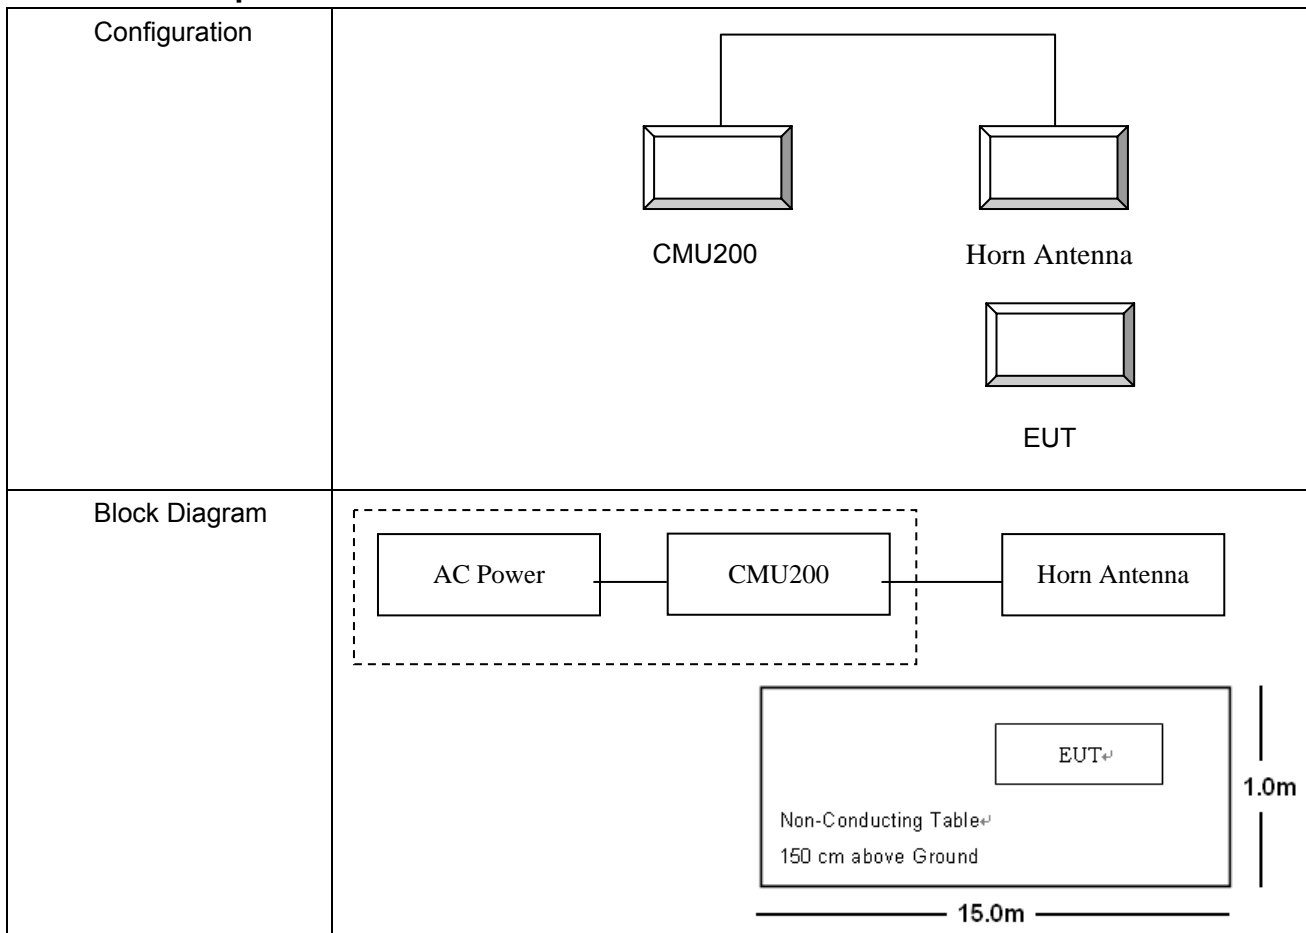 Configuration
CMU200
Horn Antenna
EUT
Block Diagram
AC Power
CMU200
Horn Antenna
EUT↵
Non-Conducting Table↵
150 cm above Ground
1.0m
15.0m